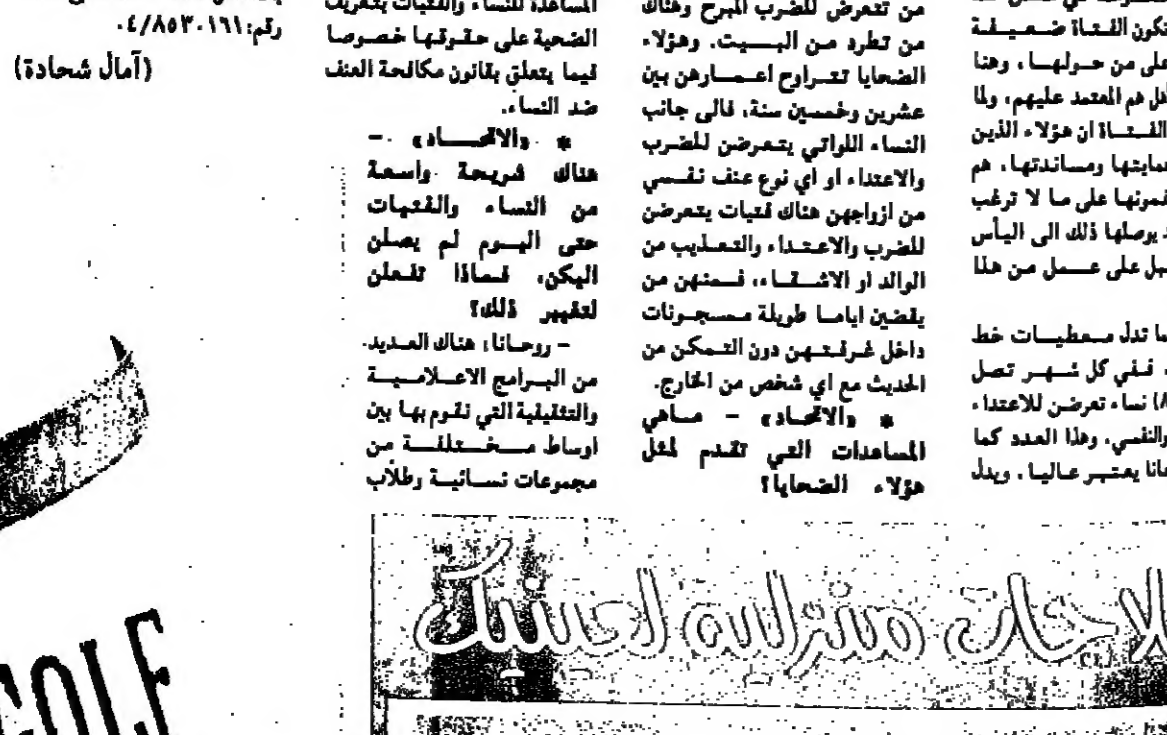 نكون الفتاة ضعيفة
على من حولها، وهنا
هم المعتمد عليهم، ولما
الفتاة ان هؤلاء الذين
ومساندتها، هم
على ما لا ترغب
يوصلها ذلك الى اليأس
على عمل من هذا
ما تدل معطيات خط
ففي كل شهر تصل
نساء تعرضن للاعتداء
والنفسي، وهذا العدد كما
يعتبر عاليا. ويدل
من تتعرض للضرب المبرح وهناك
من تطرد من البيت. وهؤلاء
الضحايا تتراوح اعمارهن بين
عشرين وخمسين سنة، فالى جانب
النساء اللواتي يتعرضن للضرب
والاعتداء او اي نوع عنف نفسي
من ازواجهن هناك فتيات يتعرضن
للضرب والاعتداء والتعذيب من
الوالد او الاشقاء، فمنهن من
يقضين اياما طويلة مسجونات
داخل غرفتهن دون التمكن من
الحديث مع اي شخص من الخارج.
* «الاتحاد» - ماهي
المساعدات التي تقدم لمثل
هؤلاء الضحايا؟
المساعدة للنساء والفتيات بتعريف
الضحية على حقوقها خصوصا
فيما يتعلق بقانون مكافحة العنف
ضد النساء.
* «الاتحاد» -
هناك شريحة واسعة
من النساء والفتيات
حتى اليوم لم يصلن
اليكن، فماذا تفعلن
لتغيير ذلك؟
- روحانا: هناك العديد
من البرامج الاعلامية
والتثقيفية التي نقوم بها بين
اوساط مختلفة من
مجموعات نسائية وطلاب
رقم: ٠٤/٨٥٣٠١٦١
(آمال شحادة)
منزلية لعينيك
GOLF